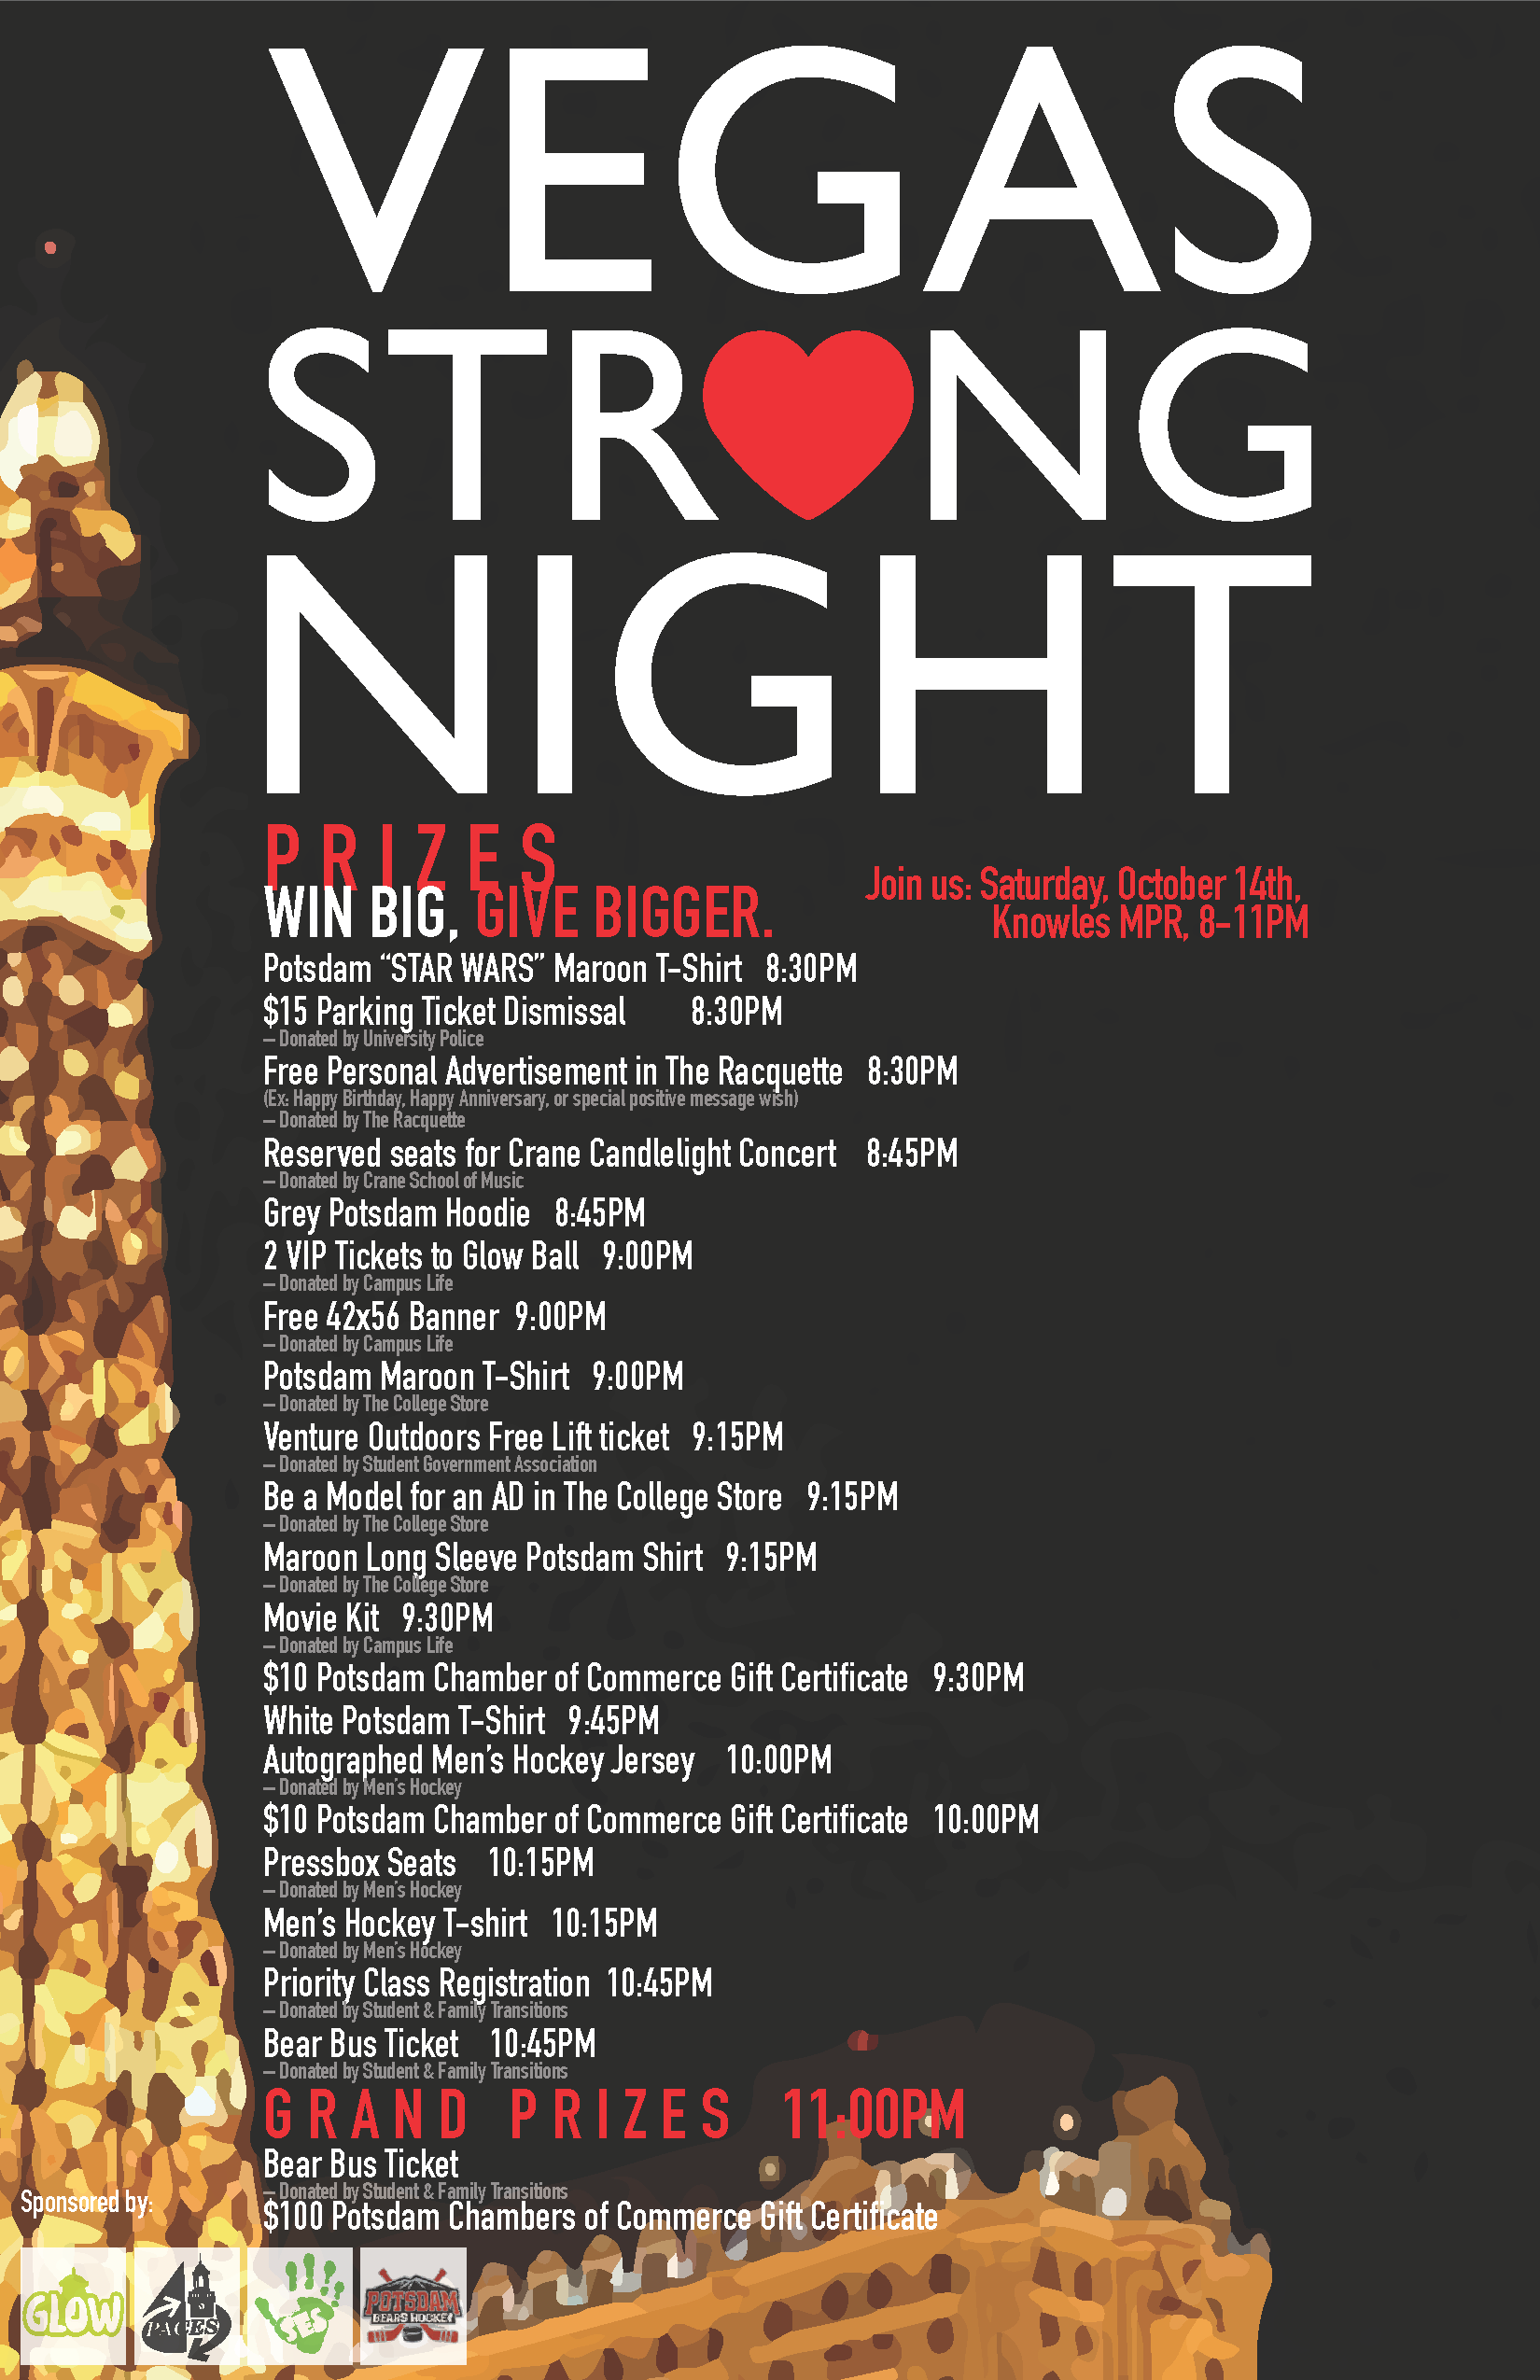 VEGAS
STR♥NG
NIGHT
PRIZES
WIN BIG, GIVE BIGGER.
Join us: Saturday, October 14th,
Knowles MPR, 8-11PM
Potsdam “STAR WARS” Maroon T-Shirt 8:30PM
$15 Parking Ticket Dismissal 8:30PM
– Donated by University Police
Free Personal Advertisement in The Racquette 8:30PM
(Ex: Happy Birthday, Happy Anniversary, or special positive message wish)
– Donated by The Racquette
Reserved seats for Crane Candlelight Concert 8:45PM
– Donated by Crane School of Music
Grey Potsdam Hoodie 8:45PM
2 VIP Tickets to Glow Ball 9:00PM
– Donated by Campus Life
Free 42x56 Banner 9:00PM
– Donated by Campus Life
Potsdam Maroon T-Shirt 9:00PM
– Donated by The College Store
Venture Outdoors Free Lift ticket 9:15PM
– Donated by Student Government Association
Be a Model for an AD in The College Store 9:15PM
– Donated by The College Store
Maroon Long Sleeve Potsdam Shirt 9:15PM
– Donated by The College Store
Movie Kit 9:30PM
– Donated by Campus Life
$10 Potsdam Chamber of Commerce Gift Certificate 9:30PM
White Potsdam T-Shirt 9:45PM
Autographed Men’s Hockey Jersey 10:00PM
– Donated by Men’s Hockey
$10 Potsdam Chamber of Commerce Gift Certificate 10:00PM
Pressbox Seats 10:15PM
– Donated by Men’s Hockey
Men’s Hockey T-shirt 10:15PM
– Donated by Men’s Hockey
Priority Class Registration 10:45PM
– Donated by Student & Family Transitions
Bear Bus Ticket 10:45PM
– Donated by Student & Family Transitions
GRAND PRIZES 11:00PM
Bear Bus Ticket
– Donated by Student & Family Transitions
$100 Potsdam Chambers of Commerce Gift Certificate
Sponsored by:
GLOW
PACES
SES
POTSDAM
BEARS HOCKEY